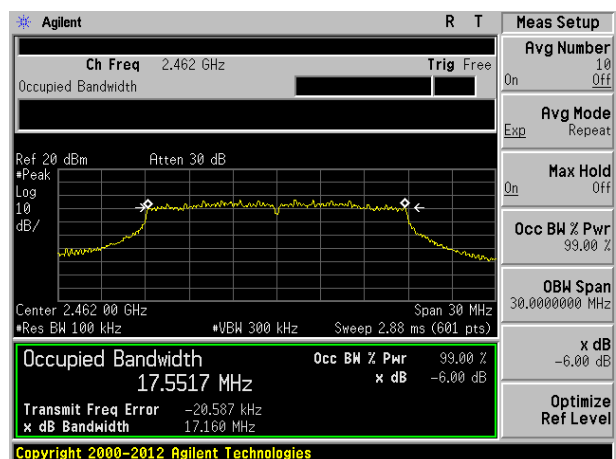 Agilent R T
Ch Freq 2.462 GHz Trig Free
Occupied Bandwidth
Ref 20 dBm Atten 30 dB
#Peak
Log
10
dB/
Center 2.462 00 GHz Span 30 MHz
#Res BW 100 kHz #VBW 300 kHz Sweep 2.88 ms (601 pts)
Occupied Bandwidth Occ BW % Pwr 99.00 %
17.5517 MHz x dB -6.00 dB
Transmit Freq Error -20.587 kHz
x dB Bandwidth 17.160 MHz
Copyright 2000-2012 Agilent Technologies
Meas Setup
Avg Number
10
On Off
Avg Mode
Exp Repeat
Max Hold
On Off
Occ BW % Pwr
99.00 %
OBW Span
30.0000000 MHz
x dB
-6.00 dB
Optimize
Ref Level